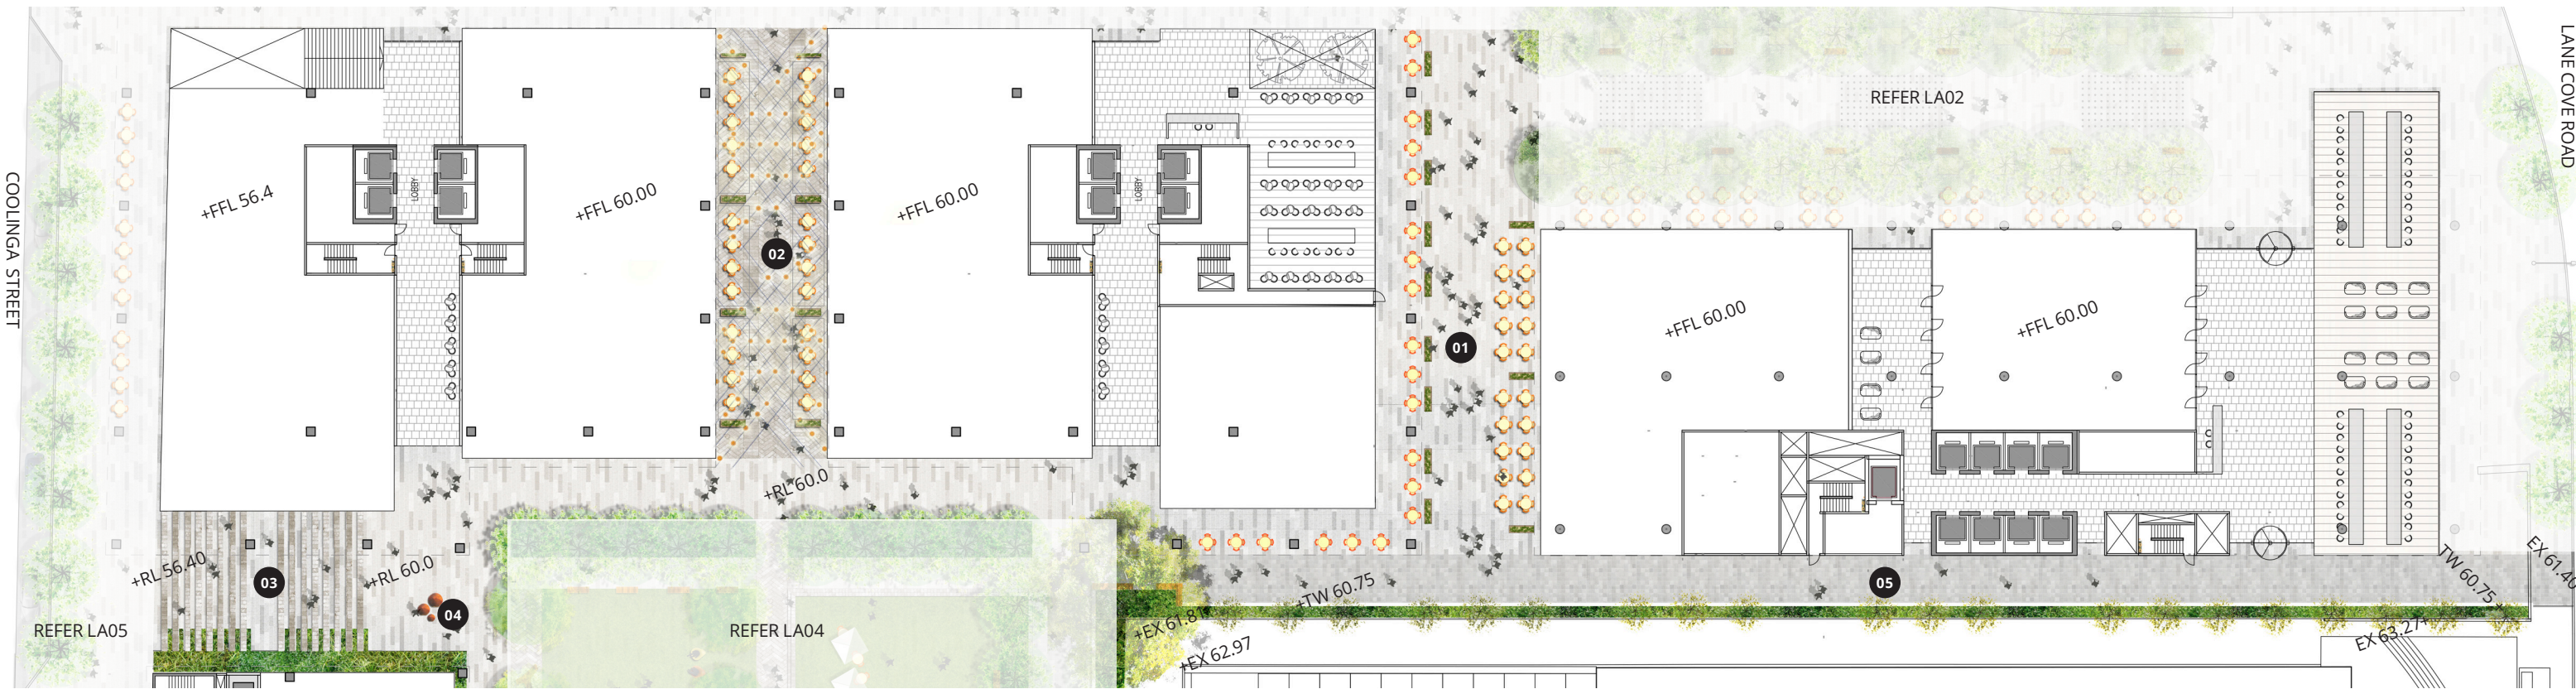 LANE COVE ROAD
REFER LA02
COOLINGA STREET
+FFL 56.4
LOBBY
+FFL 60.00
02
+FFL 60.00
LOBBY
01
+FFL 60.00
+FFL 60.00
+RL 60.0
+RL 56.40
03
+RL 60.0
04
REFER LA05
REFER LA04
+TW 60.75
05
TW 60.75+
EX 61.40
+EX 61.81
+EX 62.97
EX 63.27+